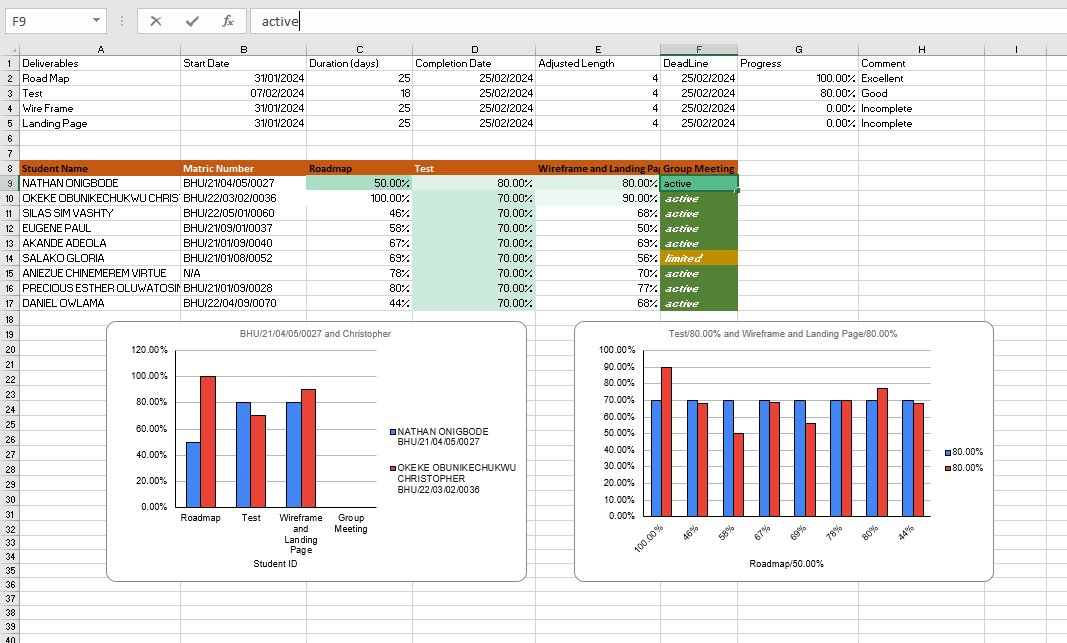 F9 fx active
A B C D E F G H I
1 Deliverables Start Date Duration (days) Completion Date Adjusted Length DeadLine Progress Comment
2 Road Map 31/01/2024 25 25/02/2024 4 25/02/2024 100.00% Excellent
3 Test 07/02/2024 18 25/02/2024 4 25/02/2024 80.00% Good
4 Wire Frame 31/01/2024 25 25/02/2024 4 25/02/2024 0.00% Incomplete
5 Landing Page 31/01/2024 25 25/02/2024 4 25/02/2024 0.00% Incomplete
6
7
8 Student Name Matric Number Roadmap Test Wireframe and Landing Pa Group Meeting
9 NATHAN ONIGBODE BHU/21/04/05/0027 50.00% 80.00% 80.00% active
10 OKEKE OBUNIKECHUKWU CHRIS BHU/22/03/02/0036 100.00% 70.00% 90.00% active
11 SILAS SIM VASHTY BHU/22/05/01/0060 46% 70.00% 68% active
12 EUGENE PAUL BHU/21/09/01/0037 58% 70.00% 50% active
13 AKANDE ADEOLA BHU/21/01/09/0040 67% 70.00% 69% active
14 SALAKO GLORIA BHU/21/01/08/0052 69% 70.00% 56% limited
15 ANIEZUE CHINEMEREM VIRTUE N/A 78% 70.00% 70% active
16 PRECIOUS ESTHER OLUWATOSIN BHU/21/01/09/0028 80% 70.00% 77% active
17 DANIEL OWLAMA BHU/22/04/09/0070 44% 70.00% 68% active
18
19
20
21
22
23
24
25
26
27
28
29
30
31
32
33
34
35
36
37
38
39
40
BHU/21/04/05/0027 and Christopher
120.00%
100.00%
80.00%
60.00%
40.00%
20.00%
0.00%
Roadmap Test Wireframe Group
and Meeting
Landing
Page
Student ID
NATHAN ONIGBODE
BHU/21/04/05/0027
OKEKE OBUNIKECHUKWU
CHRISTOPHER
BHU/22/03/02/0036
Test/80.00% and Wireframe and Landing Page/80.00%
100.00%
90.00%
80.00%
70.00%
60.00%
50.00%
40.00%
30.00%
20.00%
10.00%
0.00%
100.00% 46% 58% 67% 69% 78% 80% 44%
Roadmap/50.00%
80.00%
80.00%